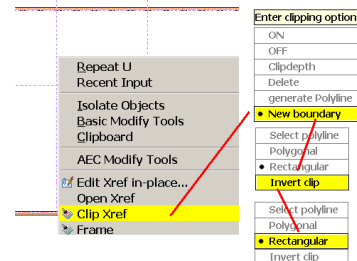 Repeat U
Recent Input
Isolate Objects
Basic Modify Tools
Clipboard
AEC Modify Tools
Edit Xref in-place...
Open Xref
Clip Xref
Frame
Enter clipping option
ON
OFF
Clipdepth
Delete
generate Polyline
New boundary
Select polyline
Polygonal
Rectangular
Invert clip
Select polyline
Polygonal
Rectangular
Invert clip